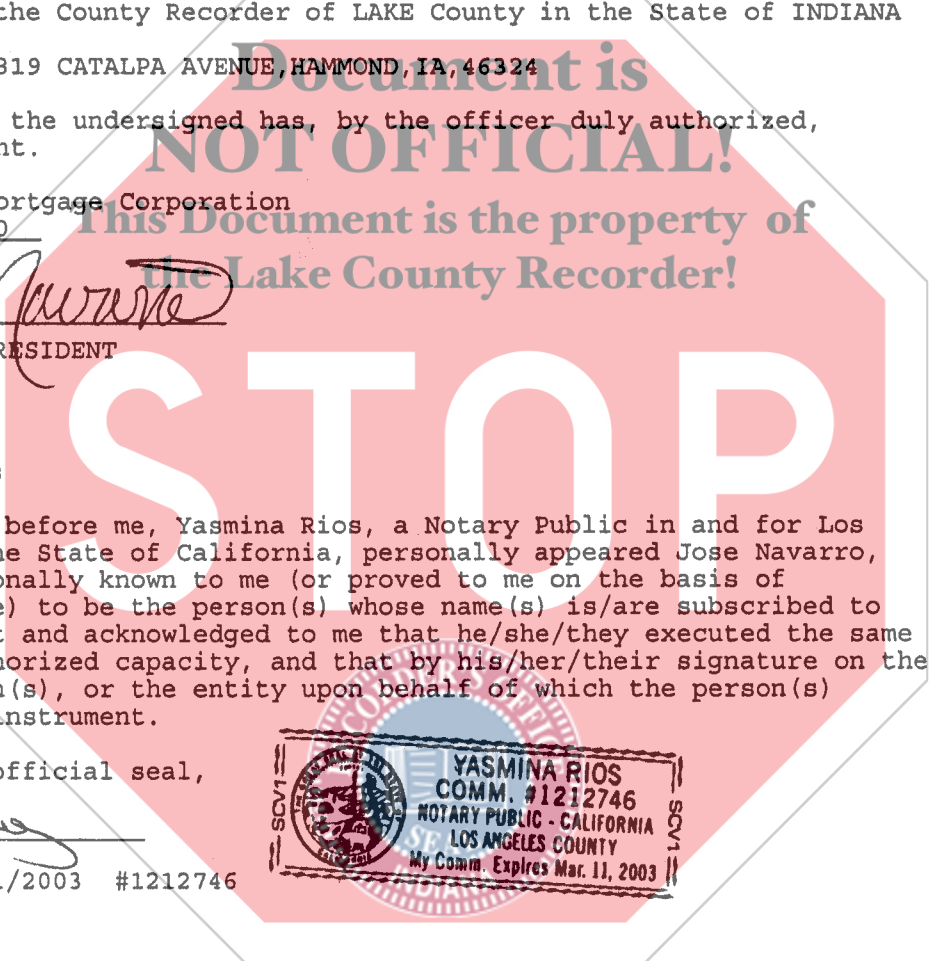 the County Recorder of LAKE County in the State of INDIANA
319 CATALPA AVENUE,HAMMOND,IA,46324
Document is
the undersigned has, by the officer duly authorized,
nt.
NOT OFFICIAL!
ortgage Corporation
This Document is the property of
the Lake County Recorder!
RESIDENT
STOP
before me, Yasmina Rios, a Notary Public in and for Los
he State of California, personally appeared Jose Navarro,
onally known to me (or proved to me on the basis of
e) to be the person(s) whose name(s) is/are subscribed to
t and acknowledged to me that he/she/they executed the same
horized capacity, and that by his/her/their signature on the
n(s), or the entity upon behalf of which the person(s)
instrument.
official seal,
YASMINA RIOS
COMM. #1212746
NOTARY PUBLIC - CALIFORNIA
LOS ANGELES COUNTY
My Comm. Expires Mar. 11, 2003
SCV1
SCV1
SEAL
INDIANA
1/2003 #1212746